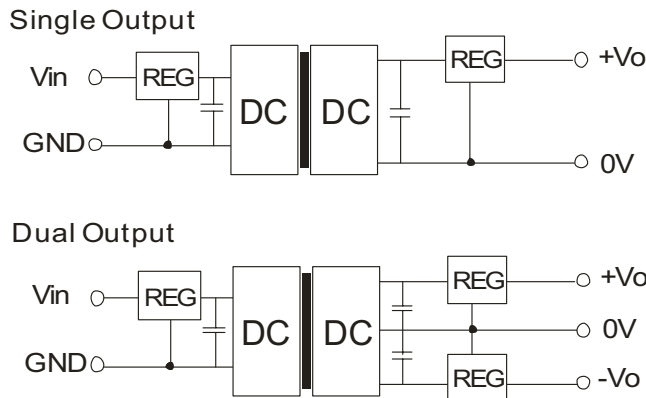 Single Output
Vin REG DC DC REG +Vo
GND 0V
Dual Output
Vin REG DC DC REG +Vo
0V
GND REG -Vo